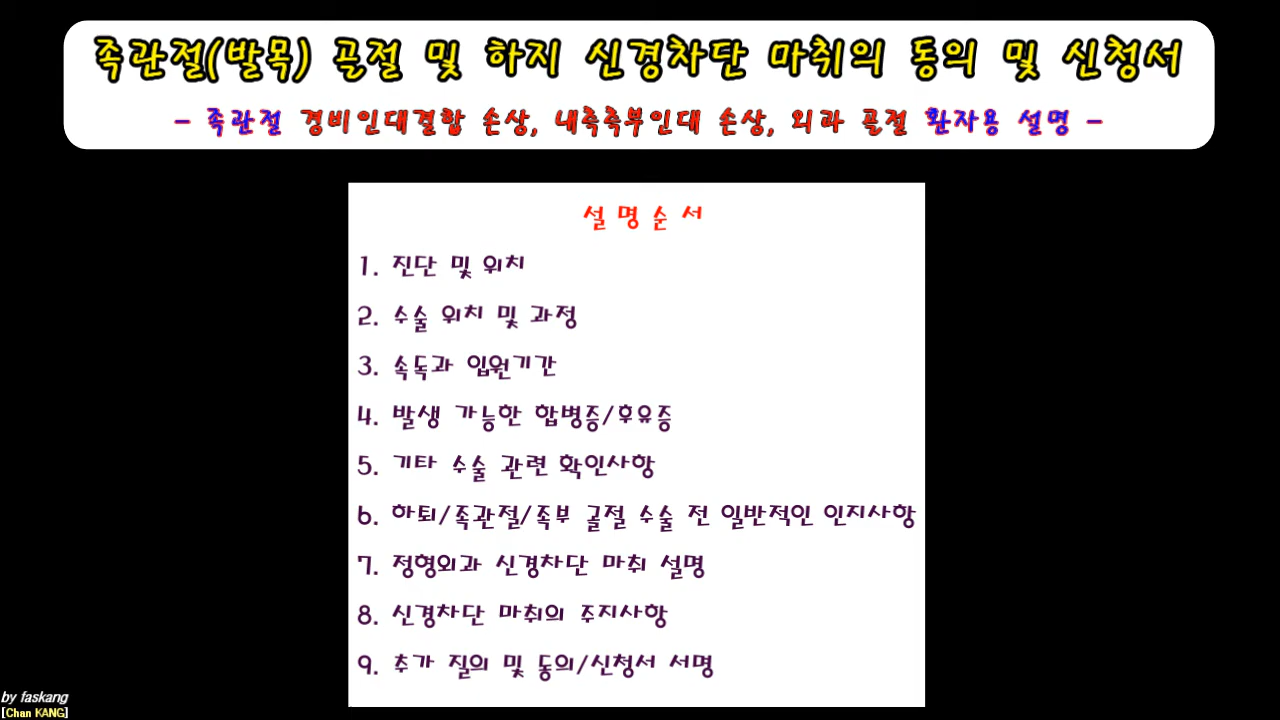 족관절(발목) 골절 및 하지 신경차단 마취의 동의 및 신청서
- 족관절 경비인대결합 손상, 내측측부인대 손상, 외과 골절 환자용 설명 -
설명순서
1. 진단 및 위치
2. 수술 위치 및 과정
3. 속독과 입원기간
4. 발생 가능한 합병증/후유증
5. 기타 수술 관련 확인사항
6. 하퇴/족관절/족부 골절 수술 전 일반적인 인지사항
7. 정형외과 신경차단 마취 설명
8. 신경차단 마취의 주지사항
9. 추가 질의 및 동의/신청서 서명
by faskang
[Chan KANG]